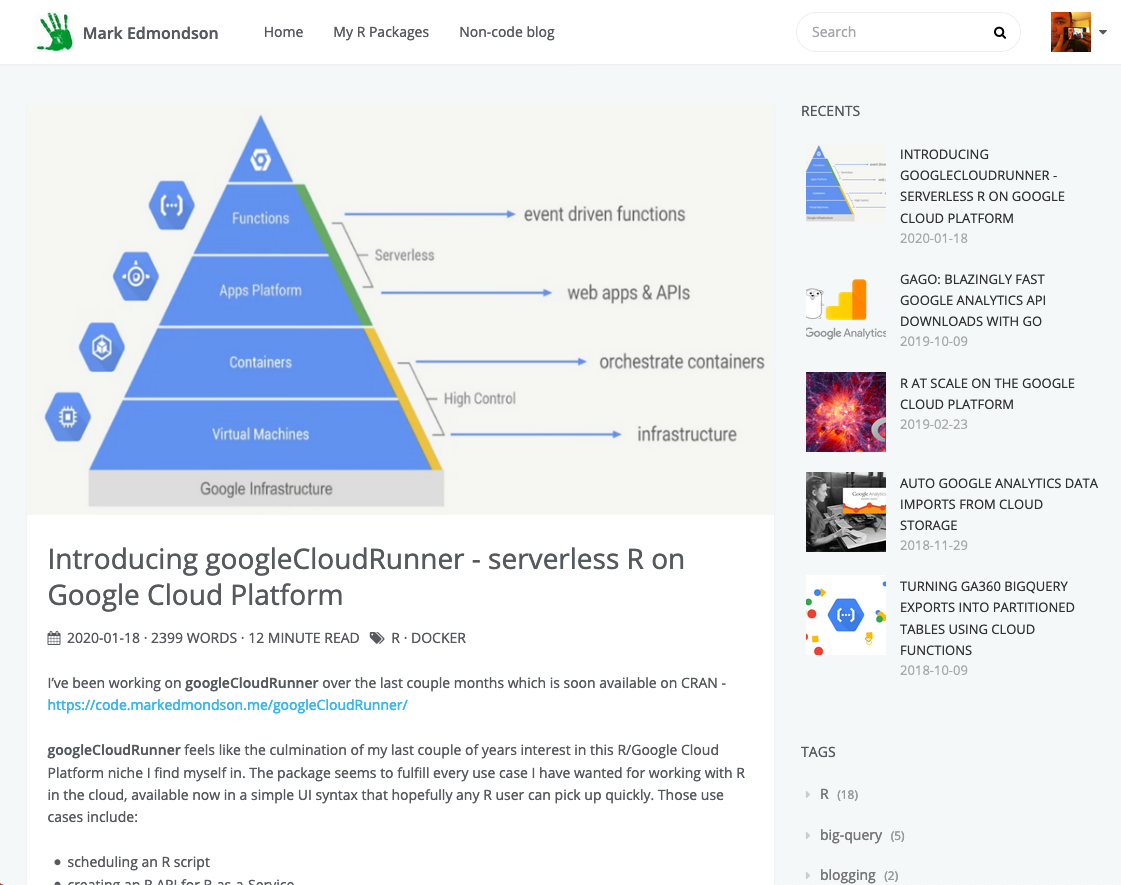 Mark Edmondson
Home
My R Packages
Non-code blog
Search
Functions
event driven functions
Serverless
Apps Platform
web apps & APIs
Containers
orchestrate containers
High Control
Virtual Machines
infrastructure
Google Infrastructure
Introducing googleCloudRunner - serverless R on
Google Cloud Platform
2020-01-18 · 2399 WORDS · 12 MINUTE READ R · DOCKER
I've been working on googleCloudRunner over the last couple months which is soon available on CRAN -
https://code.markedmondson.me/googleCloudRunner/
googleCloudRunner feels like the culmination of my last couple of years interest in this R/Google Cloud
Platform niche I find myself in. The package seems to fulfill every use case I have wanted for working with R
in the cloud, available now in a simple UI syntax that hopefully any R user can pick up quickly. Those use
cases include:
• scheduling an R script
• creating an R API for R-as-a-Service
RECENTS
INTRODUCING
GOOGLECLOUDRUNNER -
SERVERLESS R ON GOOGLE
CLOUD PLATFORM
2020-01-18
GAGO: BLAZINGLY FAST
GOOGLE ANALYTICS API
DOWNLOADS WITH GO
2019-10-09
Google Analytics
R AT SCALE ON THE GOOGLE
CLOUD PLATFORM
2019-02-23
AUTO GOOGLE ANALYTICS DATA
IMPORTS FROM CLOUD
STORAGE
2018-11-29
TURNING GA360 BIGQUERY
EXPORTS INTO PARTITIONED
TABLES USING CLOUD
FUNCTIONS
2018-10-09
TAGS
R (18)
big-query (5)
blogging (2)